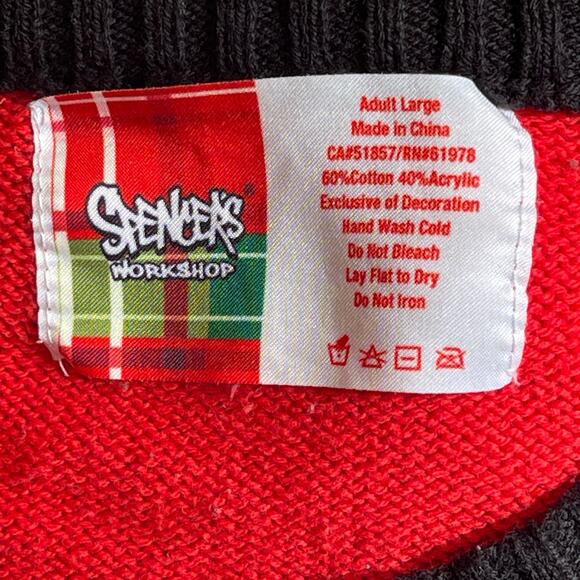 SPENCER'S
WORKSHOP
®
Adult Large
Made in China
CA#51857/RN#61978
60%Cotton 40%Acrylic
Exclusive of Decoration
Hand Wash Cold
Do Not Bleach
Lay Flat to Dry
Do Not Iron